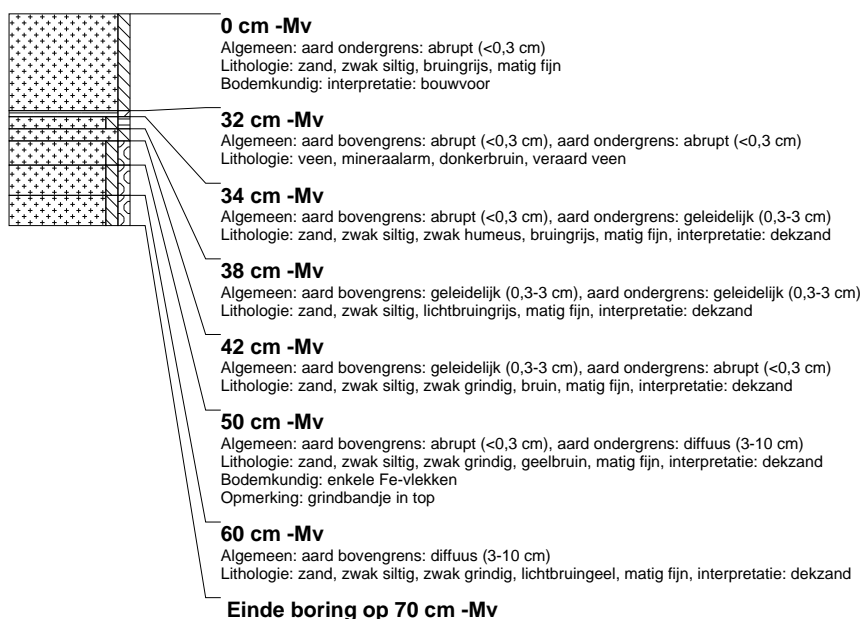 0 cm -Mv
Algemeen: aard ondergrens: abrupt (<0,3 cm)
Lithologie: zand, zwak siltig, bruingrijs, matig fijn
Bodemkundig: interpretatie: bouwvoor
32 cm -Mv
Algemeen: aard bovengrens: abrupt (<0,3 cm), aard ondergrens: abrupt (<0,3 cm)
Lithologie: veen, mineraalarm, donkerbruin, veraard veen
34 cm -Mv
Algemeen: aard bovengrens: abrupt (<0,3 cm), aard ondergrens: geleidelijk (0,3-3 cm)
Lithologie: zand, zwak siltig, zwak humeus, bruingrijs, matig fijn, interpretatie: dekzand
38 cm -Mv
Algemeen: aard bovengrens: geleidelijk (0,3-3 cm), aard ondergrens: geleidelijk (0,3-3 cm)
Lithologie: zand, zwak siltig, lichtbruingrijs, matig fijn, interpretatie: dekzand
42 cm -Mv
Algemeen: aard bovengrens: geleidelijk (0,3-3 cm), aard ondergrens: abrupt (<0,3 cm)
Lithologie: zand, zwak siltig, zwak grindig, bruin, matig fijn, interpretatie: dekzand
50 cm -Mv
Algemeen: aard bovengrens: abrupt (<0,3 cm), aard ondergrens: diffuus (3-10 cm)
Lithologie: zand, zwak siltig, zwak grindig, geelbruin, matig fijn, interpretatie: dekzand
Bodemkundig: enkele Fe-vlekken
Opmerking: grindbandje in top
60 cm -Mv
Algemeen: aard bovengrens: diffuus (3-10 cm)
Lithologie: zand, zwak siltig, zwak grindig, lichtbruingeel, matig fijn, interpretatie: dekzand
Einde boring op 70 cm -Mv